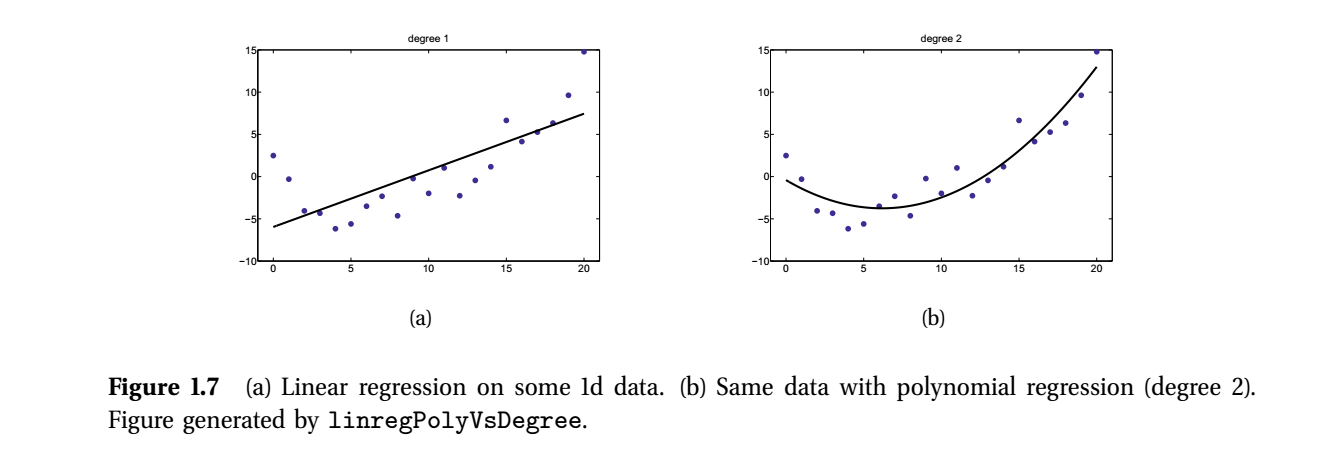 degree 1
15
10
5
0
−5
−10
0 5 10 15 20
(a)
degree 2
15
10
5
0
−5
−10
0 5 10 15 20
(b)
Figure 1.7 (a) Linear regression on some 1d data. (b) Same data with polynomial regression (degree 2).
Figure generated by linregPolyVsDegree.